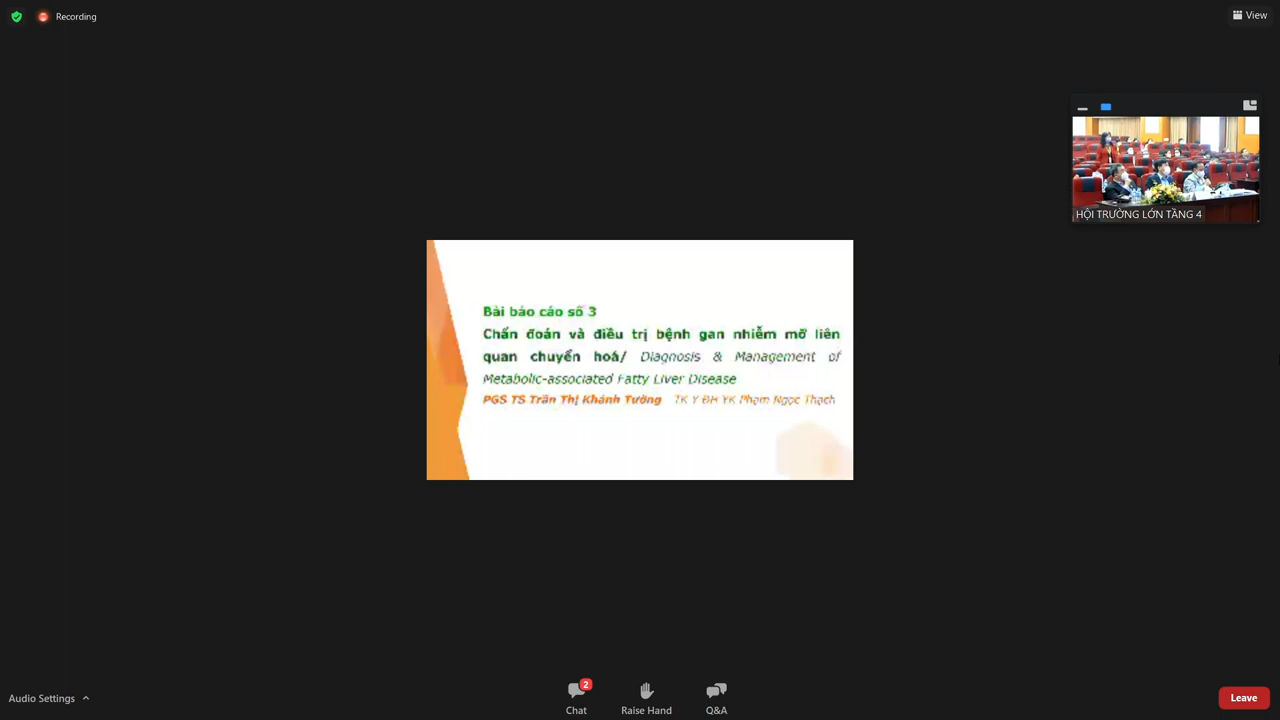 Recording
View
HỘI TRƯỜNG LỚN TẦNG 4
Bài báo cáo số 3
Chẩn đoán và điều trị bệnh gan nhiễm mỡ liên
quan chuyển hoá/ Diagnosis & Management of
Metabolic-associated Fatty Liver Disease
PGS TS Trần Thị Khánh Tường TK Y ĐH YK Phạm Ngọc Thạch
Audio Settings
2
Chat
Raise Hand
Q&A
Leave